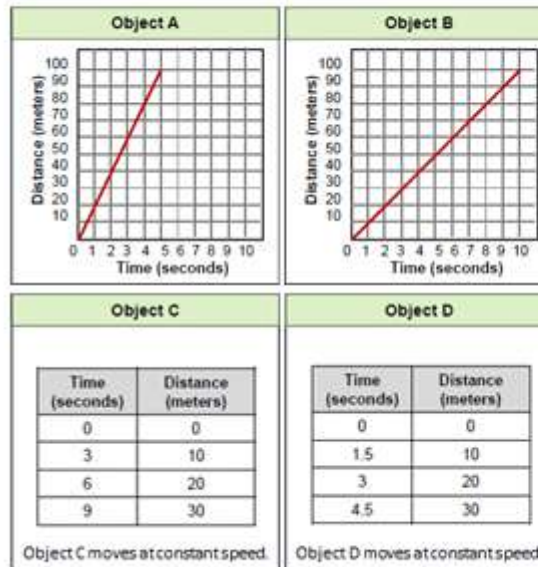 Object A
Distance (meters)
100
90
80
70
60
50
40
30
20
10
0 1 2 3 4 5 6 7 8 9 10
Time (seconds)
Object B
Distance (meters)
100
90
80
70
60
50
40
30
20
10
0 1 2 3 4 5 6 7 8 9 10
Time (seconds)
Object C
Time (seconds) Distance (meters)
0 0
3 10
6 20
9 30
Object C moves at constant speed.
Object D
Time (seconds) Distance (meters)
0 0
1.5 10
3 20
4.5 30
Object D moves at constant speed